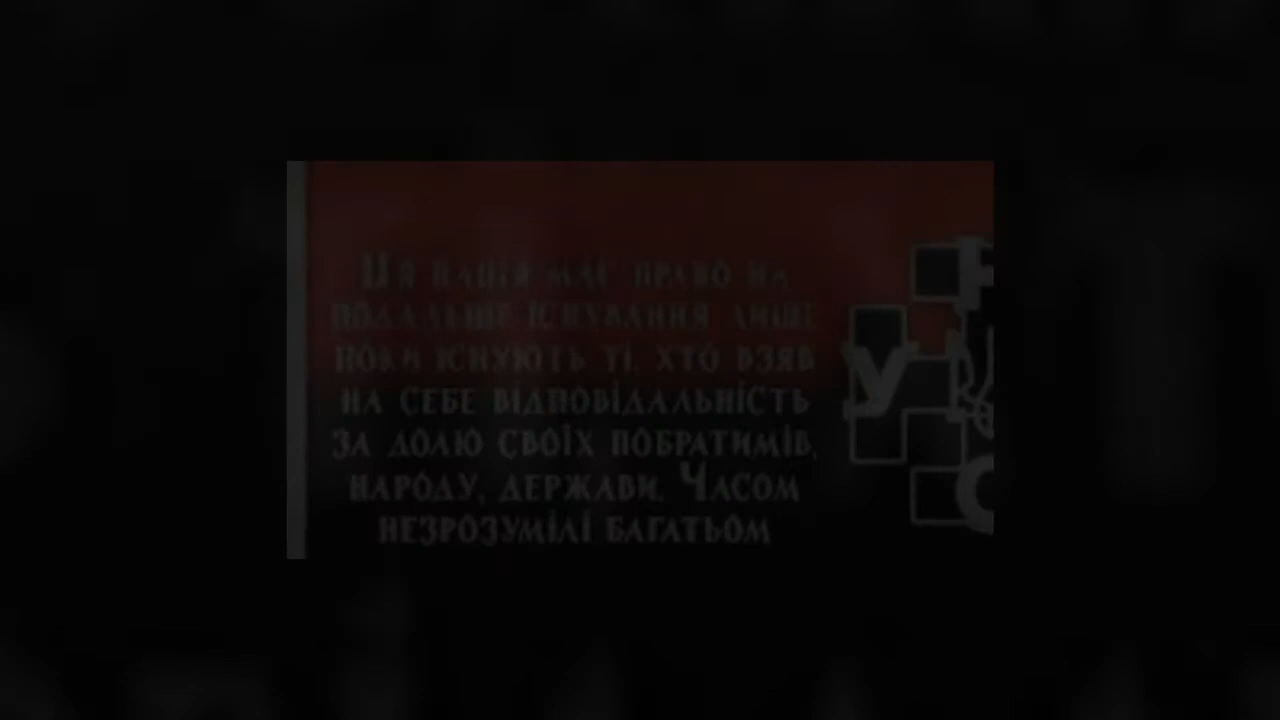 Ця нація має право на
подальше існування лише
поки існують ті, хто взяв
на себе відповідальність
за долю своїх побратимів,
народу, держави. Часом
незрозумілі багатьом
У
С